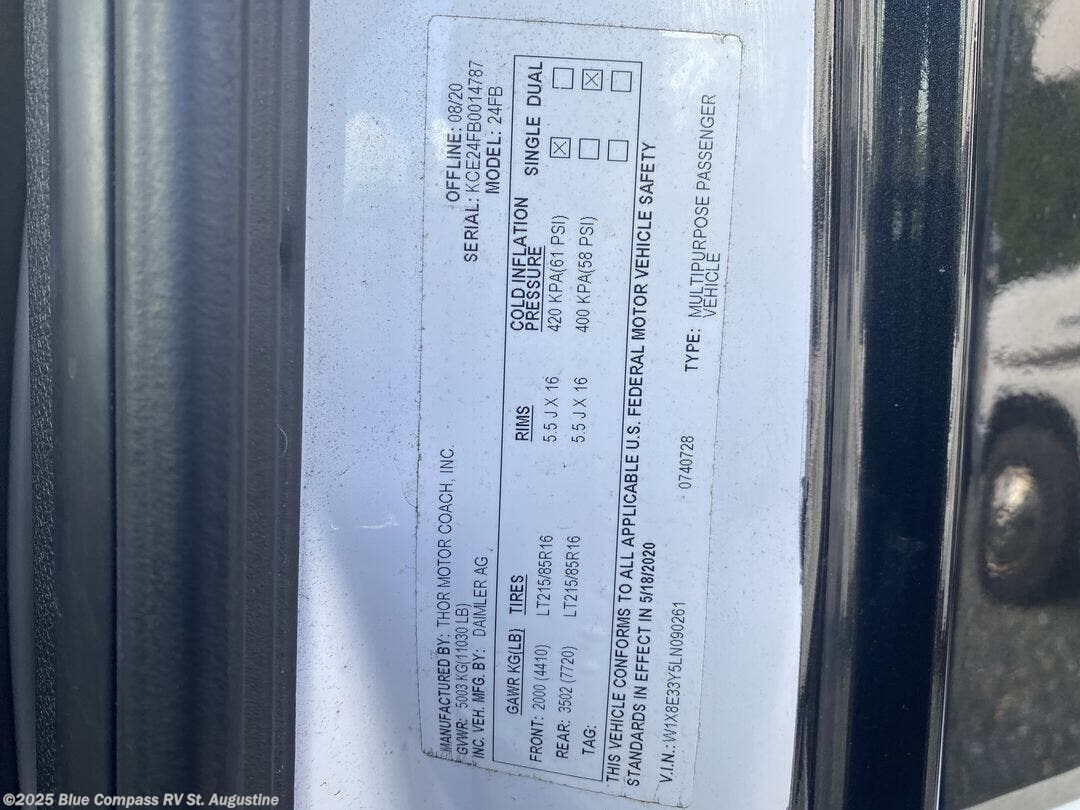 MANUFACTURED BY: THOR MOTOR COACH, INC. OFFLINE: 08/20
GVWR: 5003 KG(11030 LB) SERIAL: KCE24FB0014787
INC. VEH. MFG. BY: DAIMLER AG MODEL: 24FB
GAWR KG(LB) TIRES RIMS COLD INFLATION PRESSURE SINGLE DUAL
FRONT: 2000 (4410) LT215/85R16 5.5 J X 16 420 KPA(61 PSI)
REAR: 3502 (7720) LT215/85R16 5.5 J X 16 400 KPA(58 PSI)
TAG:
THIS VEHICLE CONFORMS TO ALL APPLICABLE U.S. FEDERAL MOTOR VEHICLE SAFETY
STANDARDS IN EFFECT IN 5/18/2020
V.I.N.: W1X8E33Y5LN090261 0740728 TYPE: MULTIPURPOSE PASSENGER
VEHICLE
©2025 Blue Compass RV St. Augustine